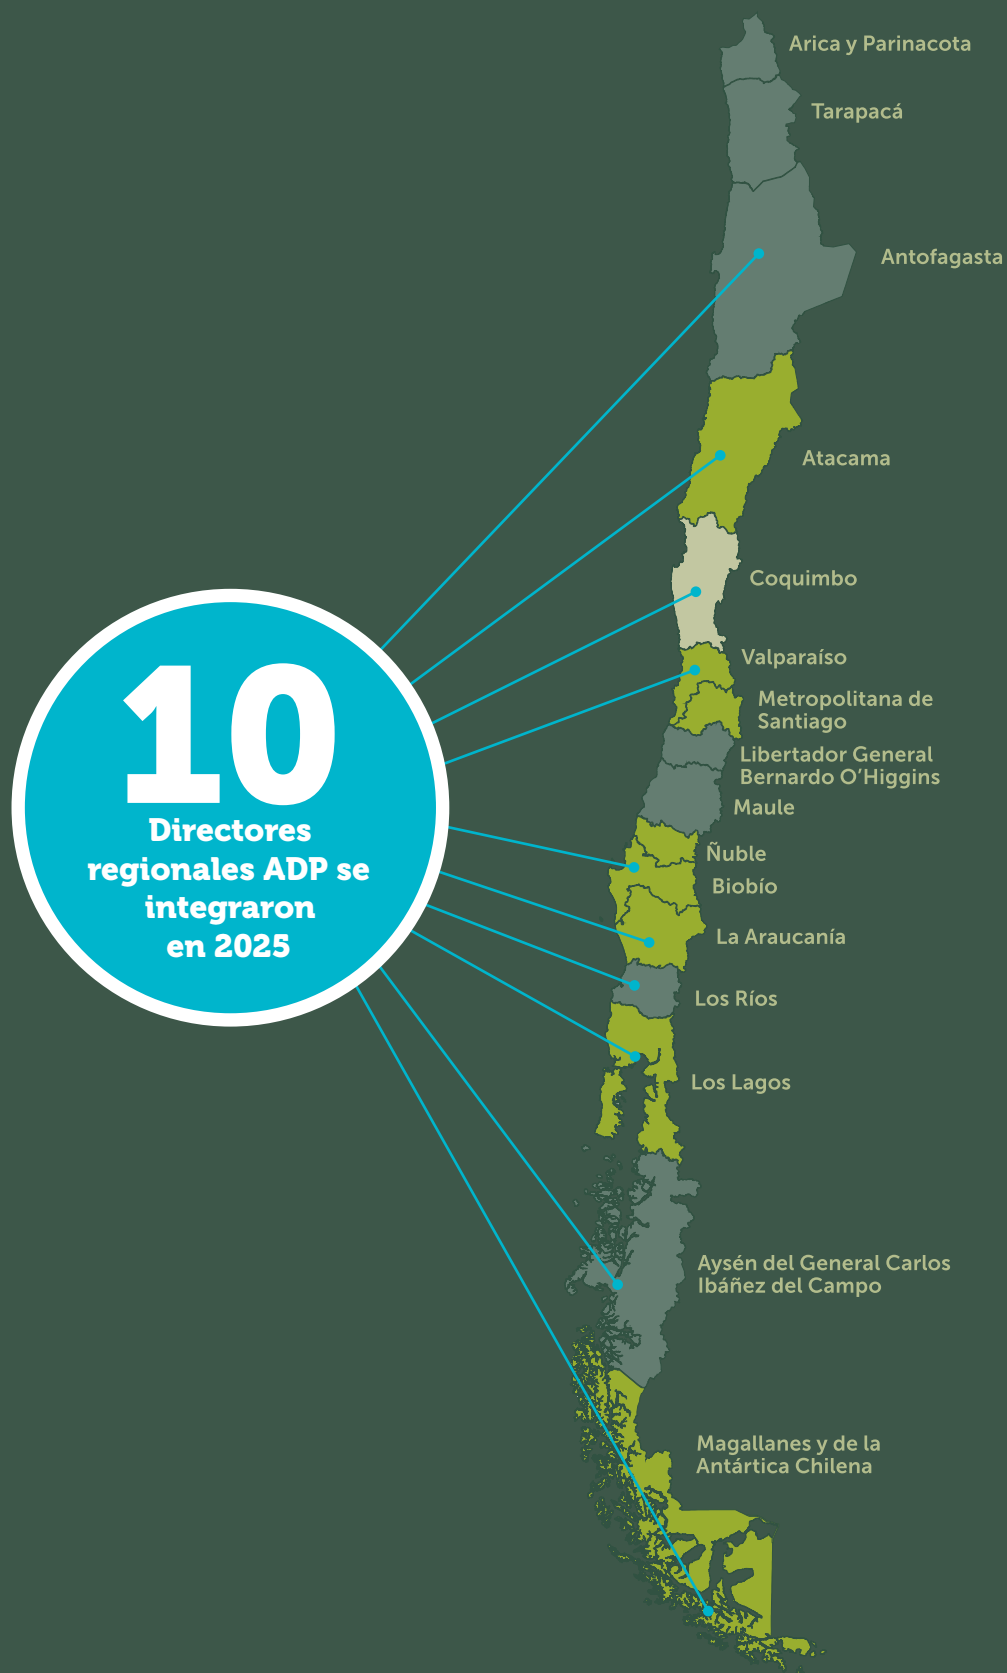 Arica y Parinacota
Tarapacá
Antofagasta
Atacama
Coquimbo
Valparaíso
Metropolitana de
Santiago
Libertador General
Bernardo O’Higgins
Maule
Ñuble
Biobío
La Araucanía
Los Ríos
Los Lagos
Aysén del General Carlos
Ibáñez del Campo
Magallanes y de la
Antártica Chilena
10
Directores
regionales ADP se
integraron
en 2025